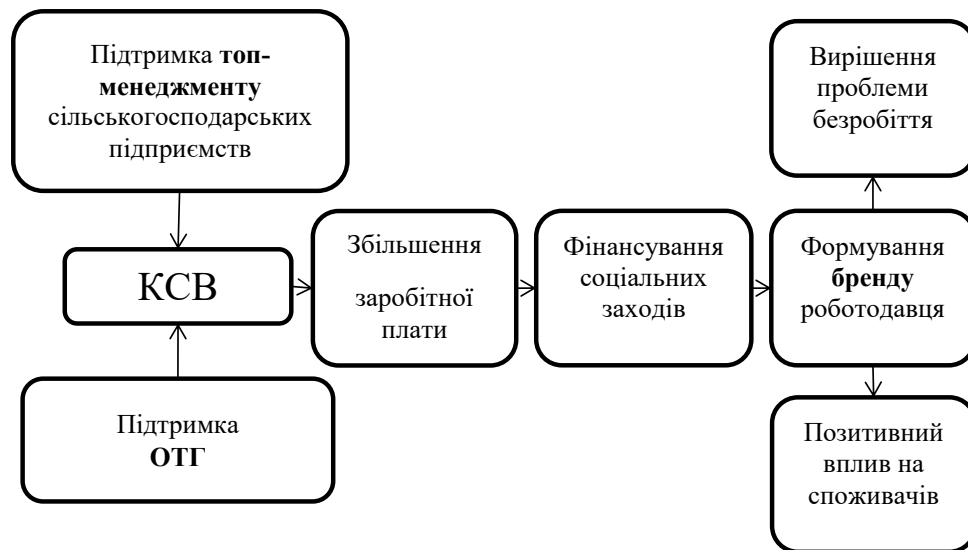 Підтримка топ-
менеджменту
сільськогосподарських
підприємств
КСВ
Підтримка
ОТГ
Збільшення
заробітної
плати
Фінансування
соціальних
заходів
Вирішення
проблеми
безробіття
Формування
бренду
роботодавця
Позитивний
вплив на
споживачів